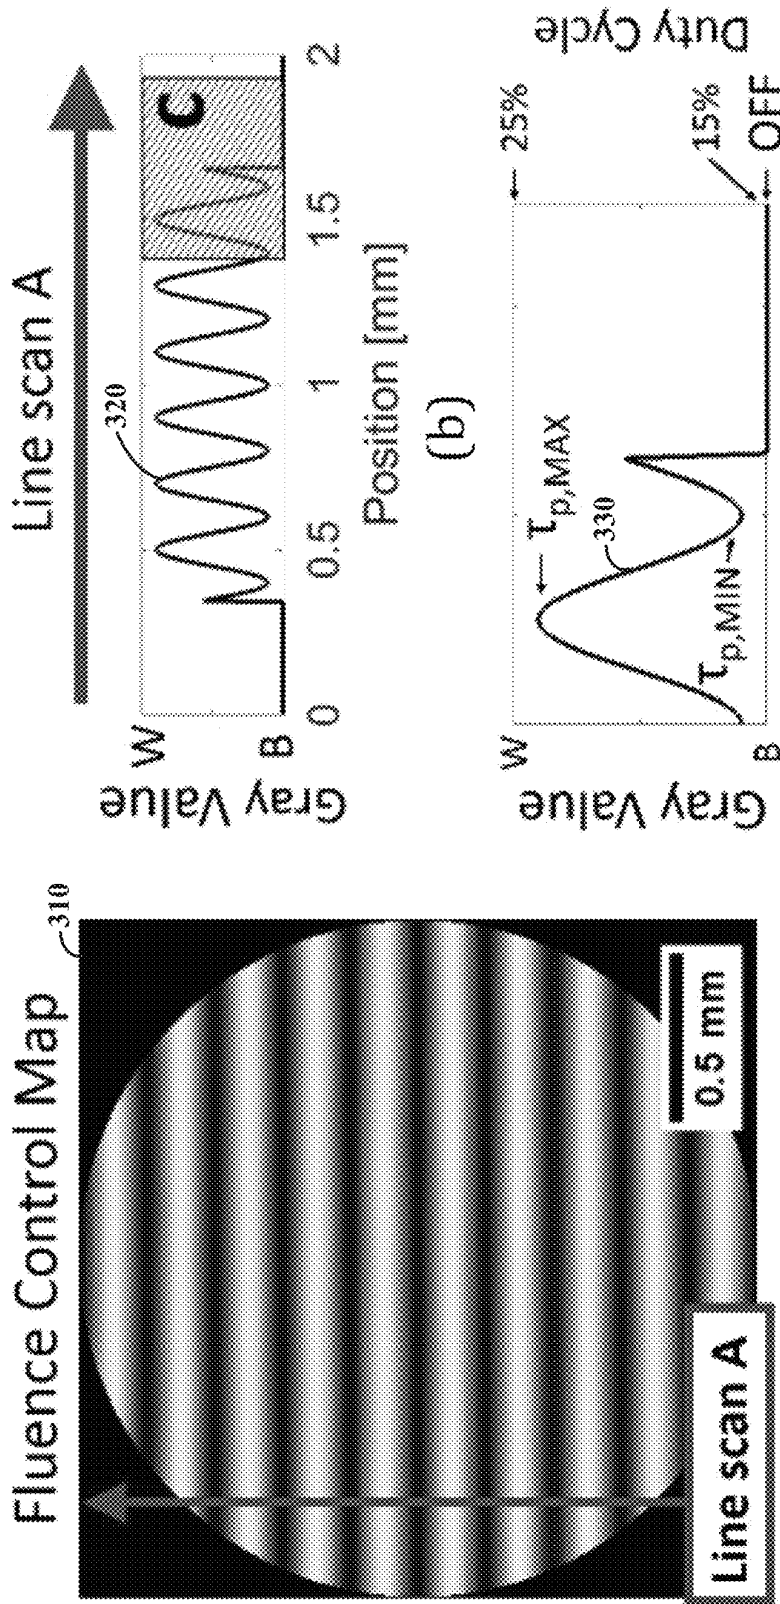 Fluence Control Map
310
0.5 mm
Line scan A
Line scan A
320
C
W
B
Gray Value
0
0.5
1
1.5
2
Position [mm]
(b)
W
B
Gray Value
τp,MAX
330
τp,MIN
25%
15%
OFF
Duty Cycle